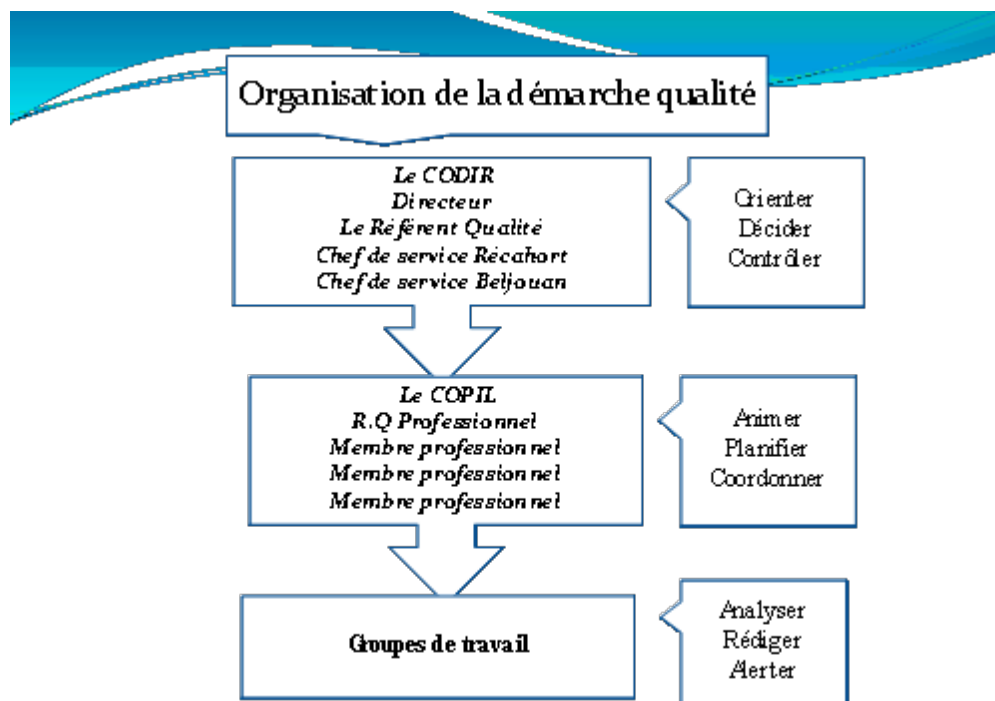 Organisation de la démarche qualité
Le CODIR
Directeur
Le Référent Qualité
Chef de service Récahort
Chef de service Beljouan
Orienter
Décider
Contrôler
Le COPIL
R.Q Professionnel
Membre professionnel
Membre professionnel
Membre professionnel
Animer
Planifier
Coordonner
Groupes de travail
Analyser
Rédiger
Alerter